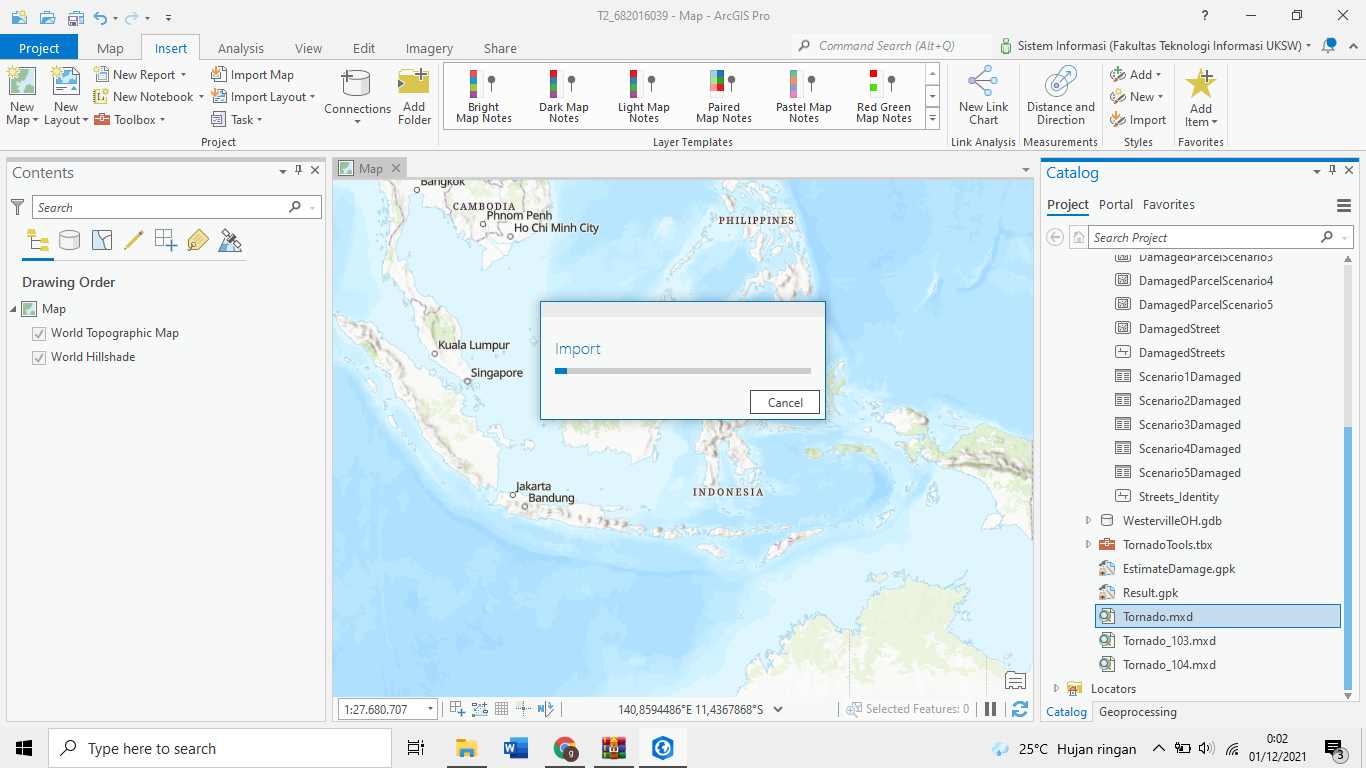 T2_682016039 - Map - ArcGIS Pro
Project Map Insert Analysis View Edit Imagery Share
Command Search (Alt+Q)
Sistem Informasi (Fakultas Teknologi Informasi UKSW)
New Map
New Layout
New Report
New Notebook
Toolbox
Import Map
Import Layout
Task
Connections
Add Folder
Project
Bright Map Notes
Dark Map Notes
Light Map Notes
Paired Map Notes
Pastel Map Notes
Red Green Map Notes
Layer Templates
New Link Chart
Link Analysis
Distance and Direction
Measurements
Add
New
Import
Styles
Add Item
Favorites
Contents
Search
Drawing Order
Map
World Topographic Map
World Hillshade
Map
Bangkok
CAMBODIA
Phnom Penh
Ho Chi Minh City
PHILIPPINES
Kuala Lumpur
Singapore
Jakarta
Bandung
INDONESIA
Import
Cancel
1:27.680.707
140,8594486°E 11,4367868°S
Selected Features: 0
Catalog
Project Portal Favorites
Search Project
DamagedParcelScenario3
DamagedParcelScenario4
DamagedParcelScenario5
DamagedStreet
DamagedStreets
Scenario1Damaged
Scenario2Damaged
Scenario3Damaged
Scenario4Damaged
Scenario5Damaged
Streets_Identity
WestervilleOH.gdb
TornadoTools.tbx
EstimateDamage.gpk
Result.gpk
Tornado.mxd
Tornado_103.mxd
Tornado_104.mxd
Locators
Catalog Geoprocessing
Type here to search
25°C Hujan ringan
0:02
01/12/2021
3